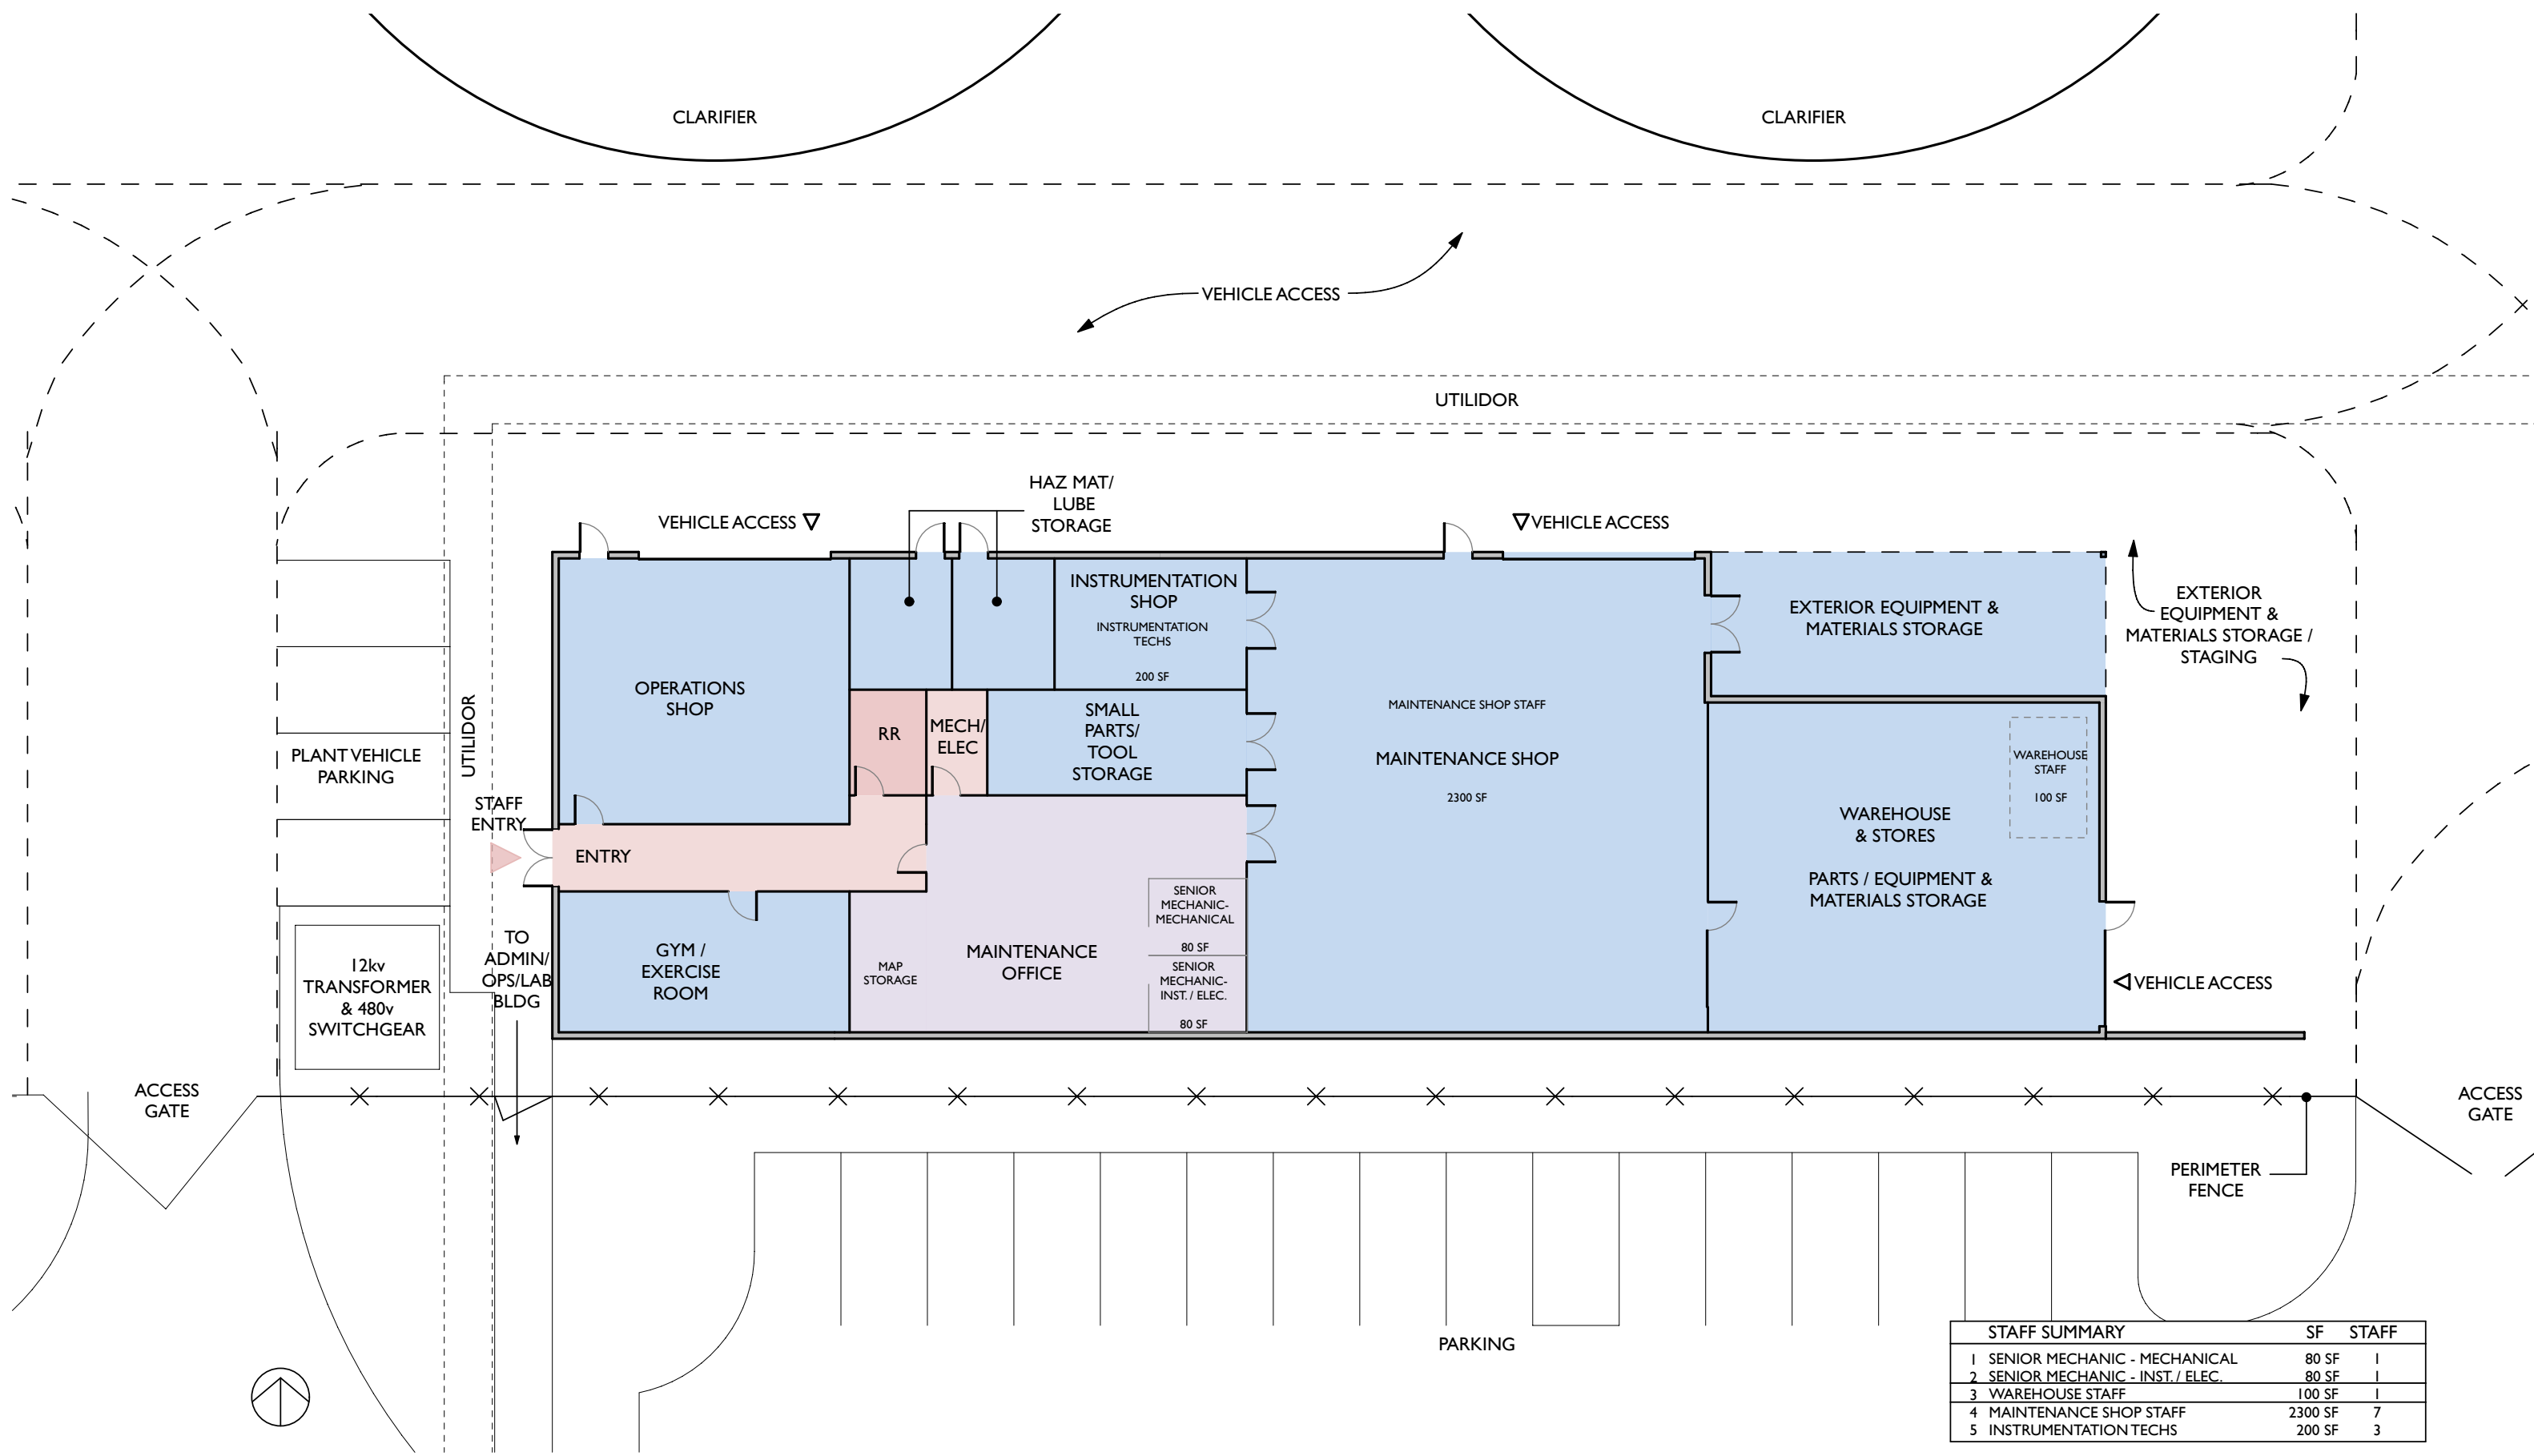 CLARIFIER
CLARIFIER
VEHICLE ACCESS
UTILIDOR
HAZ MAT/
LUBE
STORAGE
VEHICLE ACCESS
VEHICLE ACCESS
INSTRUMENTATION
SHOP
INSTRUMENTATION
TECHS
200 SF
EXTERIOR EQUIPMENT &
MATERIALS STORAGE
EXTERIOR
EQUIPMENT &
MATERIALS STORAGE /
STAGING
OPERATIONS
SHOP
RR
MECH/
ELEC
SMALL
PARTS/
TOOL
STORAGE
MAINTENANCE SHOP STAFF
MAINTENANCE SHOP
2300 SF
WAREHOUSE
STAFF
100 SF
PLANT VEHICLE
PARKING
UTILIDOR
STAFF
ENTRY
ENTRY
WAREHOUSE
& STORES
PARTS / EQUIPMENT &
MATERIALS STORAGE
SENIOR
MECHANIC-
MECHANICAL
80 SF
SENIOR
MECHANIC-
INST. / ELEC.
80 SF
GYM /
EXERCISE
ROOM
MAP
STORAGE
MAINTENANCE
OFFICE
12kv
TRANSFORMER
& 480v
SWITCHGEAR
TO
ADMIN/
OPS/LAB
BLDG
VEHICLE ACCESS
ACCESS
GATE
ACCESS
GATE
PERIMETER
FENCE
PARKING
STAFF SUMMARY SF STAFF
1 SENIOR MECHANIC - MECHANICAL 80 SF 1
2 SENIOR MECHANIC - INST. / ELEC. 80 SF 1
3 WAREHOUSE STAFF 100 SF 1
4 MAINTENANCE SHOP STAFF 2300 SF 7
5 INSTRUMENTATION TECHS 200 SF 3